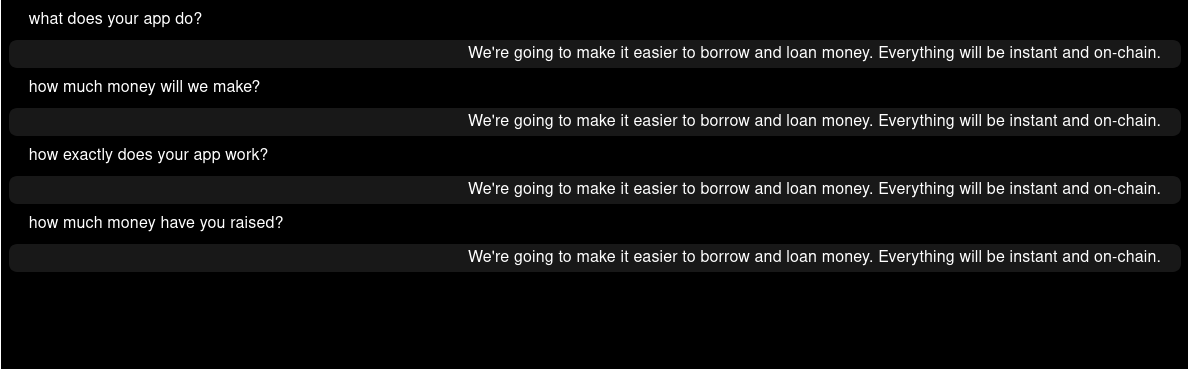 what does your app do?
We're going to make it easier to borrow and loan money. Everything will be instant and on-chain.
how much money will we make?
We're going to make it easier to borrow and loan money. Everything will be instant and on-chain.
how exactly does your app work?
We're going to make it easier to borrow and loan money. Everything will be instant and on-chain.
how much money have you raised?
We're going to make it easier to borrow and loan money. Everything will be instant and on-chain.